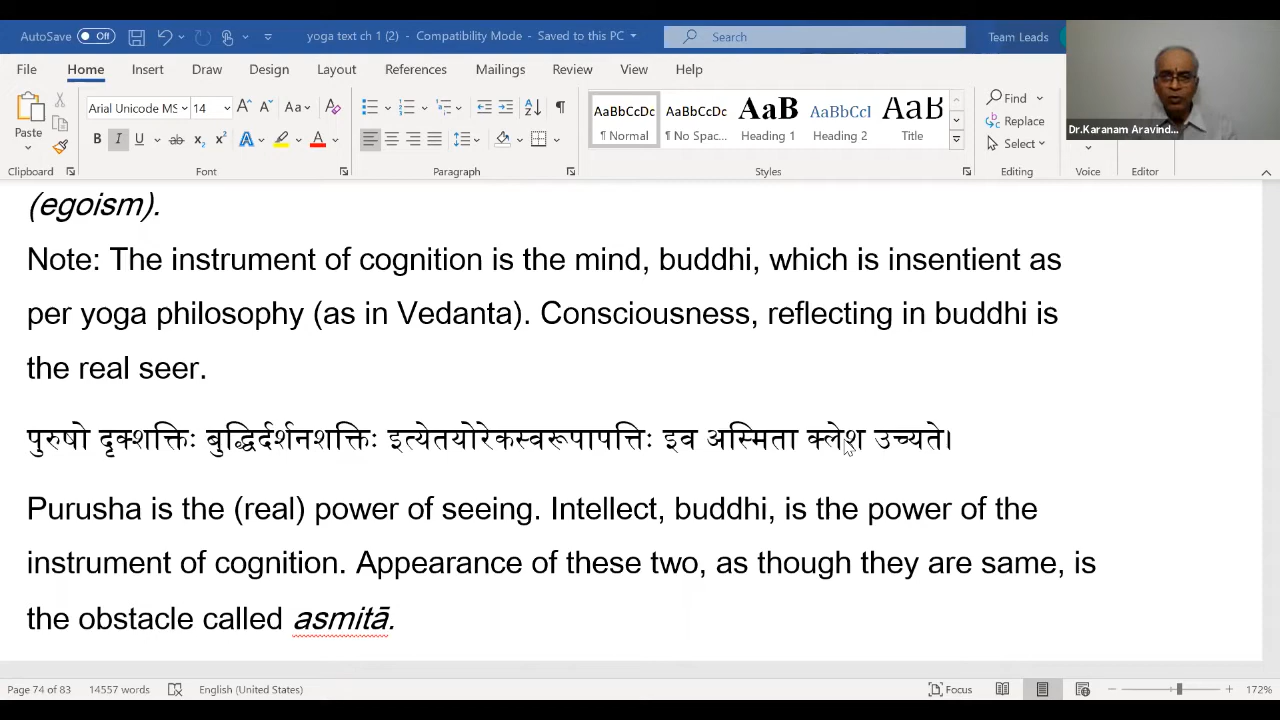 AutoSave Off yoga text ch 1 (2) - Compatibility Mode - Saved to this PC Search Team Leads
File Home Insert Draw Design Layout References Mailings Review View Help
Paste Arial Unicode MS 14 Aa AaBbCcDc AaBbCcDc AaB AaBbCcI AaB Find
B I U ab x₂ x² A A ¶ Normal ¶ No Spac... Heading 1 Heading 2 Title Replace
Select
Clipboard Font Paragraph Styles Editing Voice Editor
Dr.Karanam Aravind...
(egoism).
Note: The instrument of cognition is the mind, buddhi, which is insentient as
per yoga philosophy (as in Vedanta). Consciousness, reflecting in buddhi is
the real seer.
पुरुषो दृक्शक्तिः बुद्धिर्दर्शनशक्तिः इत्येतयोरेकस्वरूपापत्तिः इव अस्मिता क्लेश उच्यते।
Purusha is the (real) power of seeing. Intellect, buddhi, is the power of the
instrument of cognition. Appearance of these two, as though they are same, is
the obstacle called asmitā.
Page 74 of 83 14557 words English (United States) Focus 172%